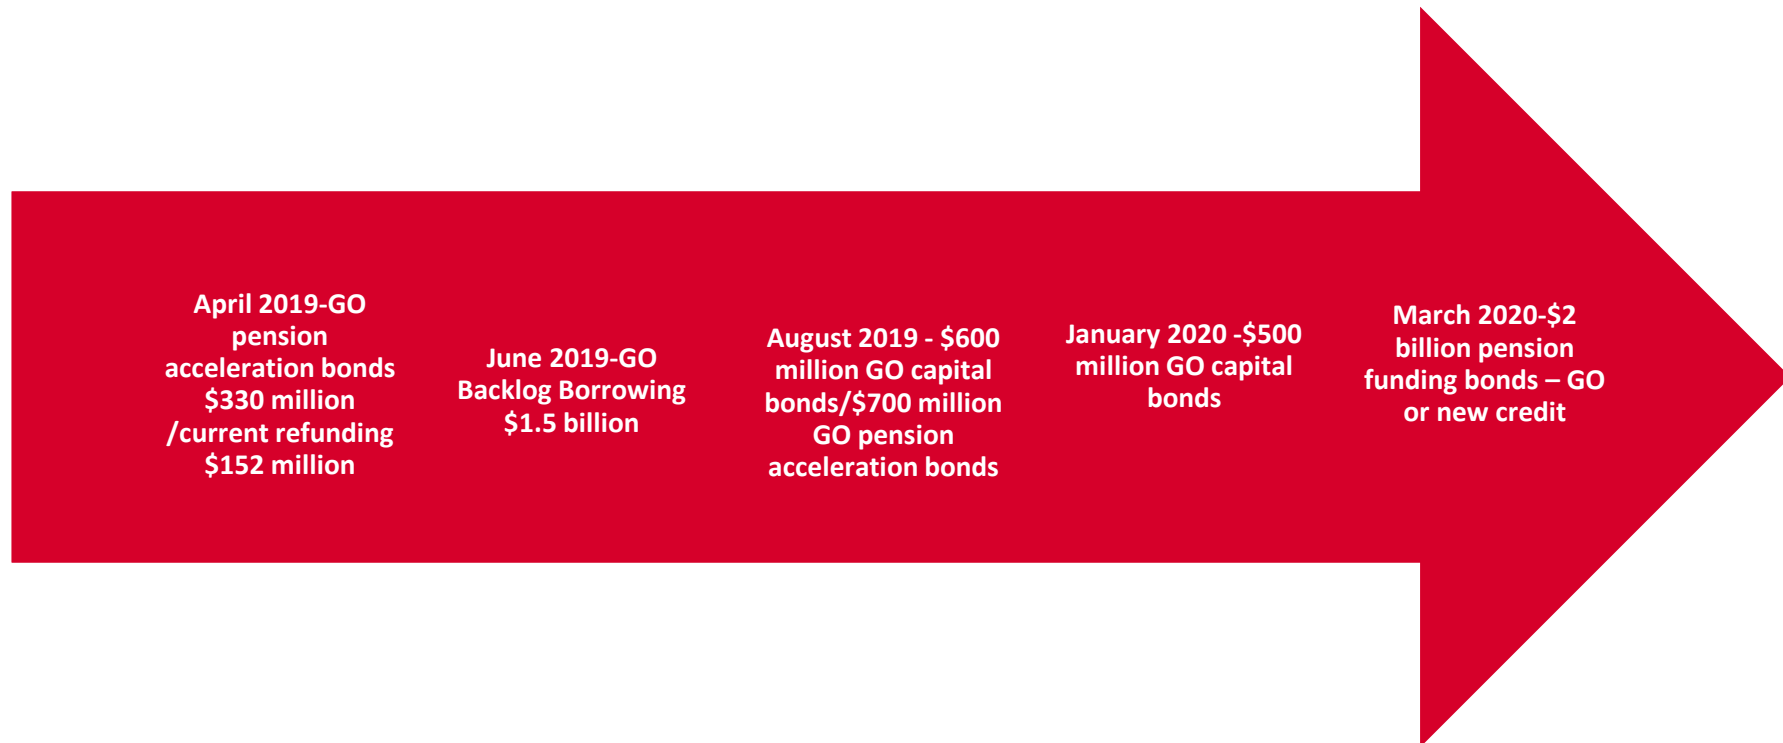 April 2019-GO
pension
acceleration bonds
$330 million
/current refunding
$152 million
June 2019-GO
Backlog Borrowing
$1.5 billion
August 2019 - $600
million GO capital
bonds/$700 million
GO pension
acceleration bonds
January 2020 -$500
million GO capital
bonds
March 2020-$2
billion pension
funding bonds – GO
or new credit